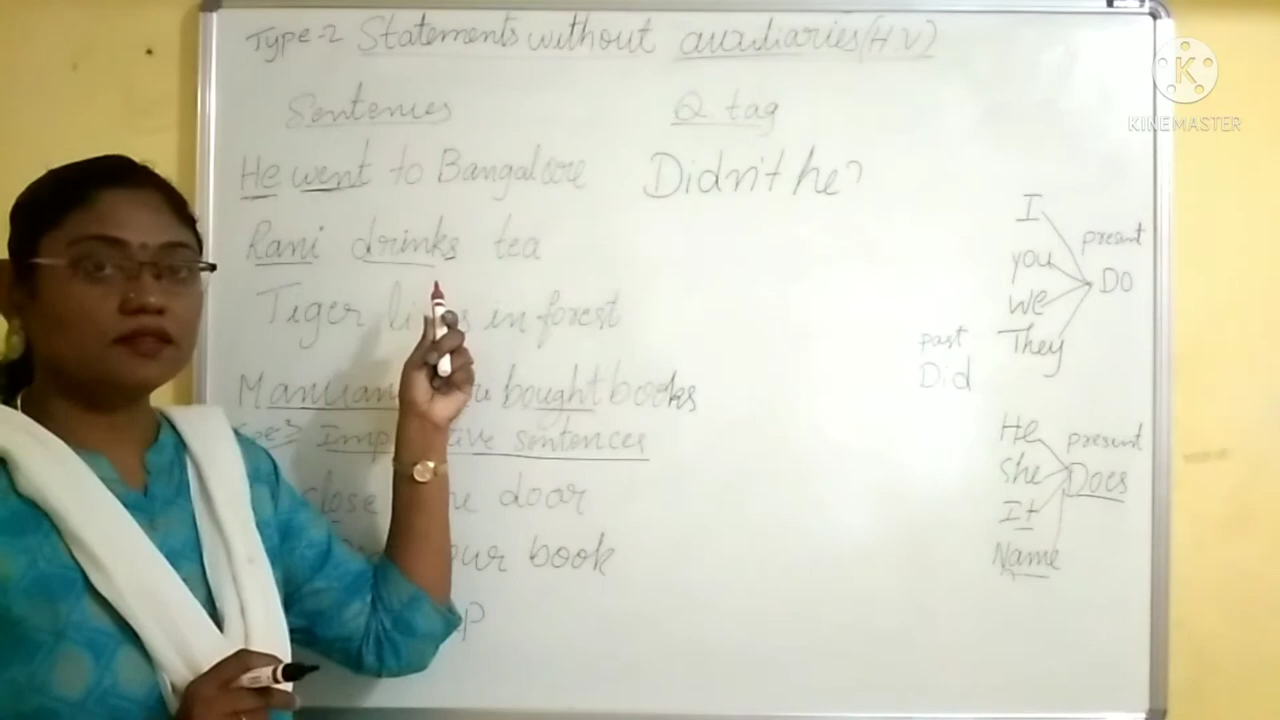 Type-2 Statements without auxiliaries (H.V)
Sentences Q. tag
He went to Bangalore Didn't he?
Rani drinks tea
Tiger in forest
bought books
sentences
close door
book
I
you
We
They
present
DO
past
Did
He
she
It
Name
present
Does
K
KINEMASTER